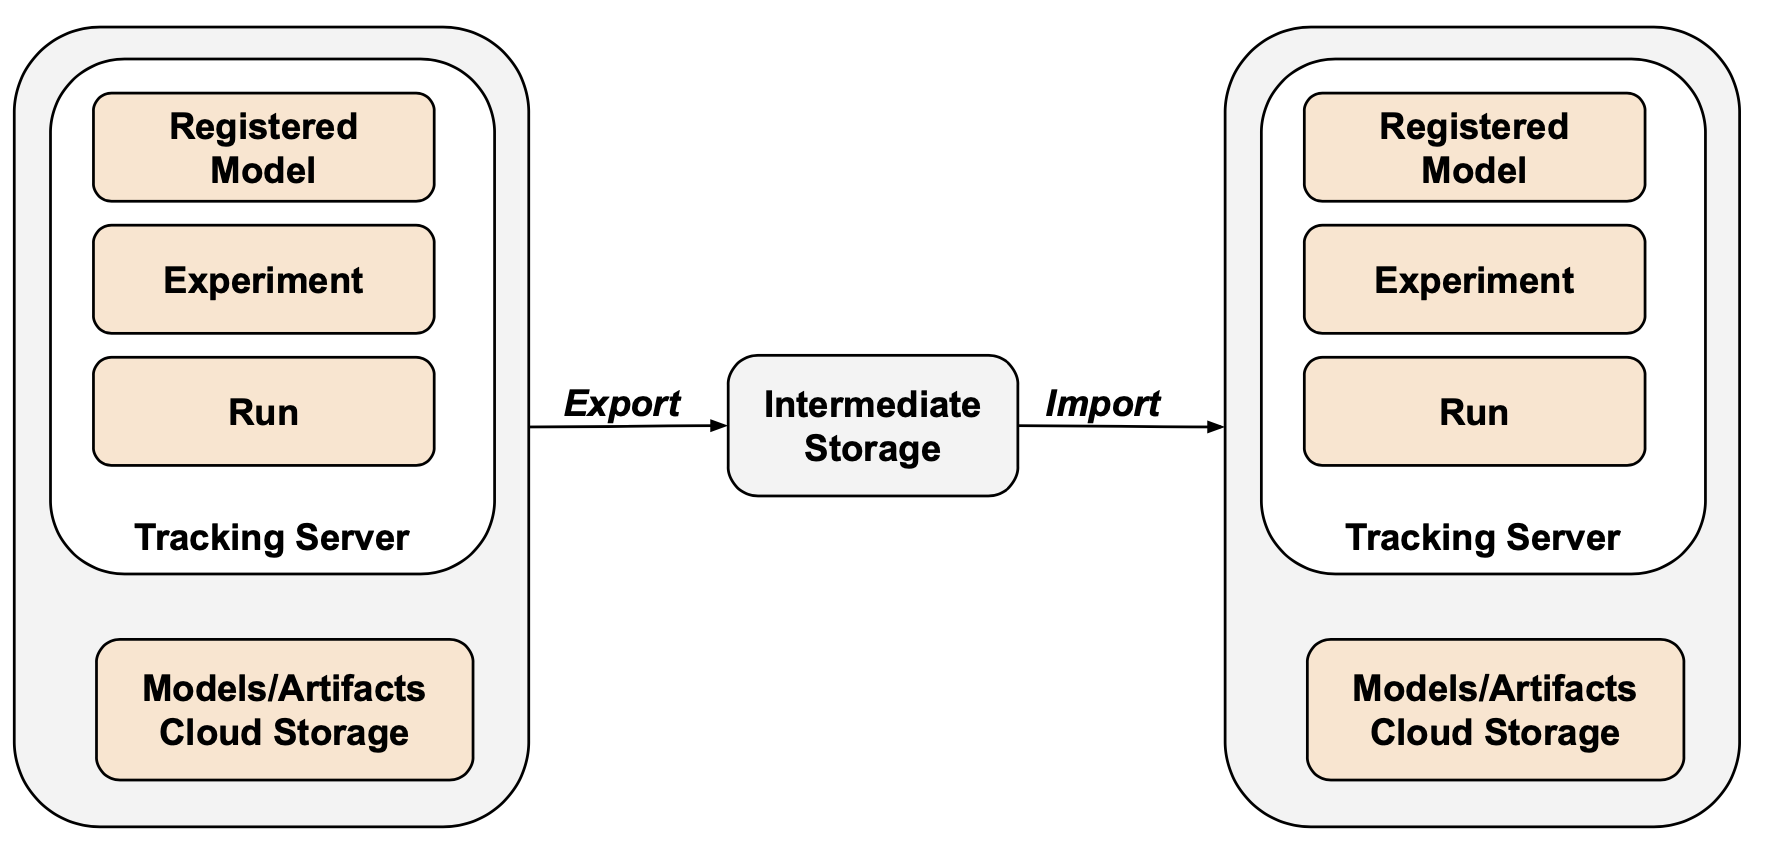 Registered
Model
Experiment
Run
Tracking Server
Models/Artifacts
Cloud Storage
Export
Intermediate
Storage
Import
Registered
Model
Experiment
Run
Tracking Server
Models/Artifacts
Cloud Storage